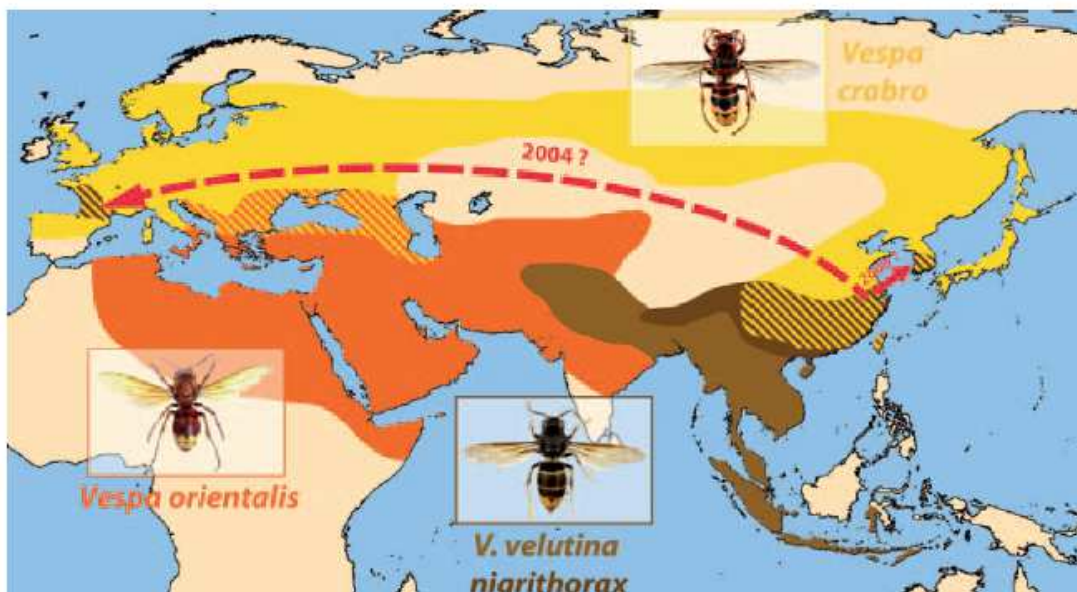 Vespa
crabro
2004 ?
Vespa orientalis
V. velutina
nigrithorax